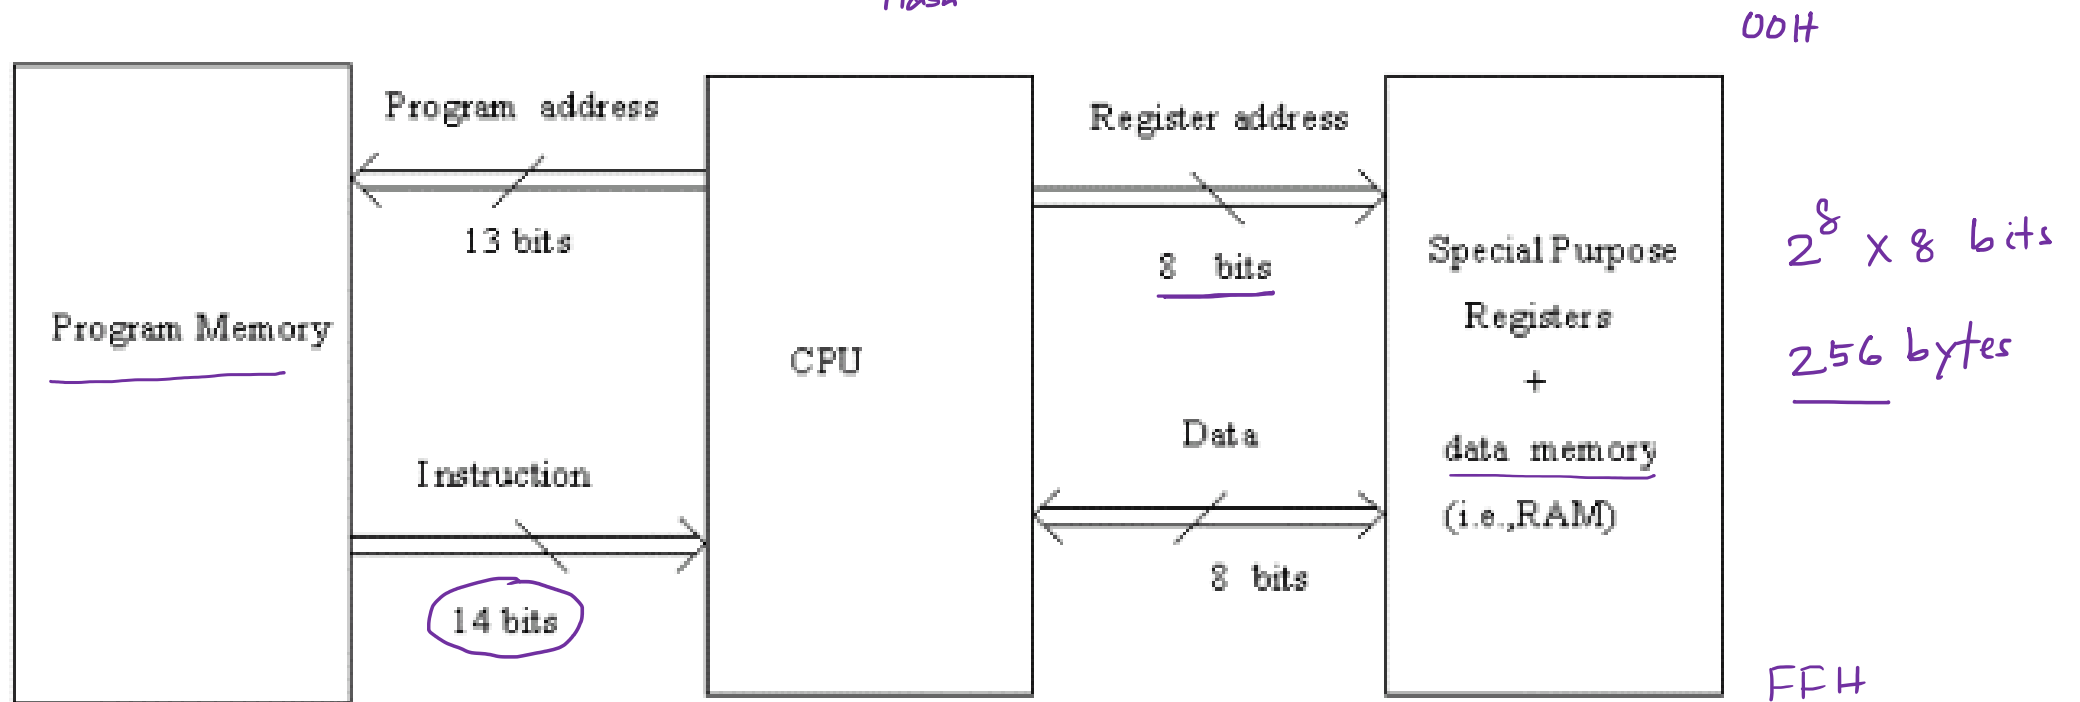 00H
Program address
13 bits
Program Memory
Instruction
14 bits
CPU
Register address
8 bits
Data
8 bits
Special Purpose
Registers
+
data memory
(i.e.,RAM)
2^8 x 8 bits
256 bytes
FFH